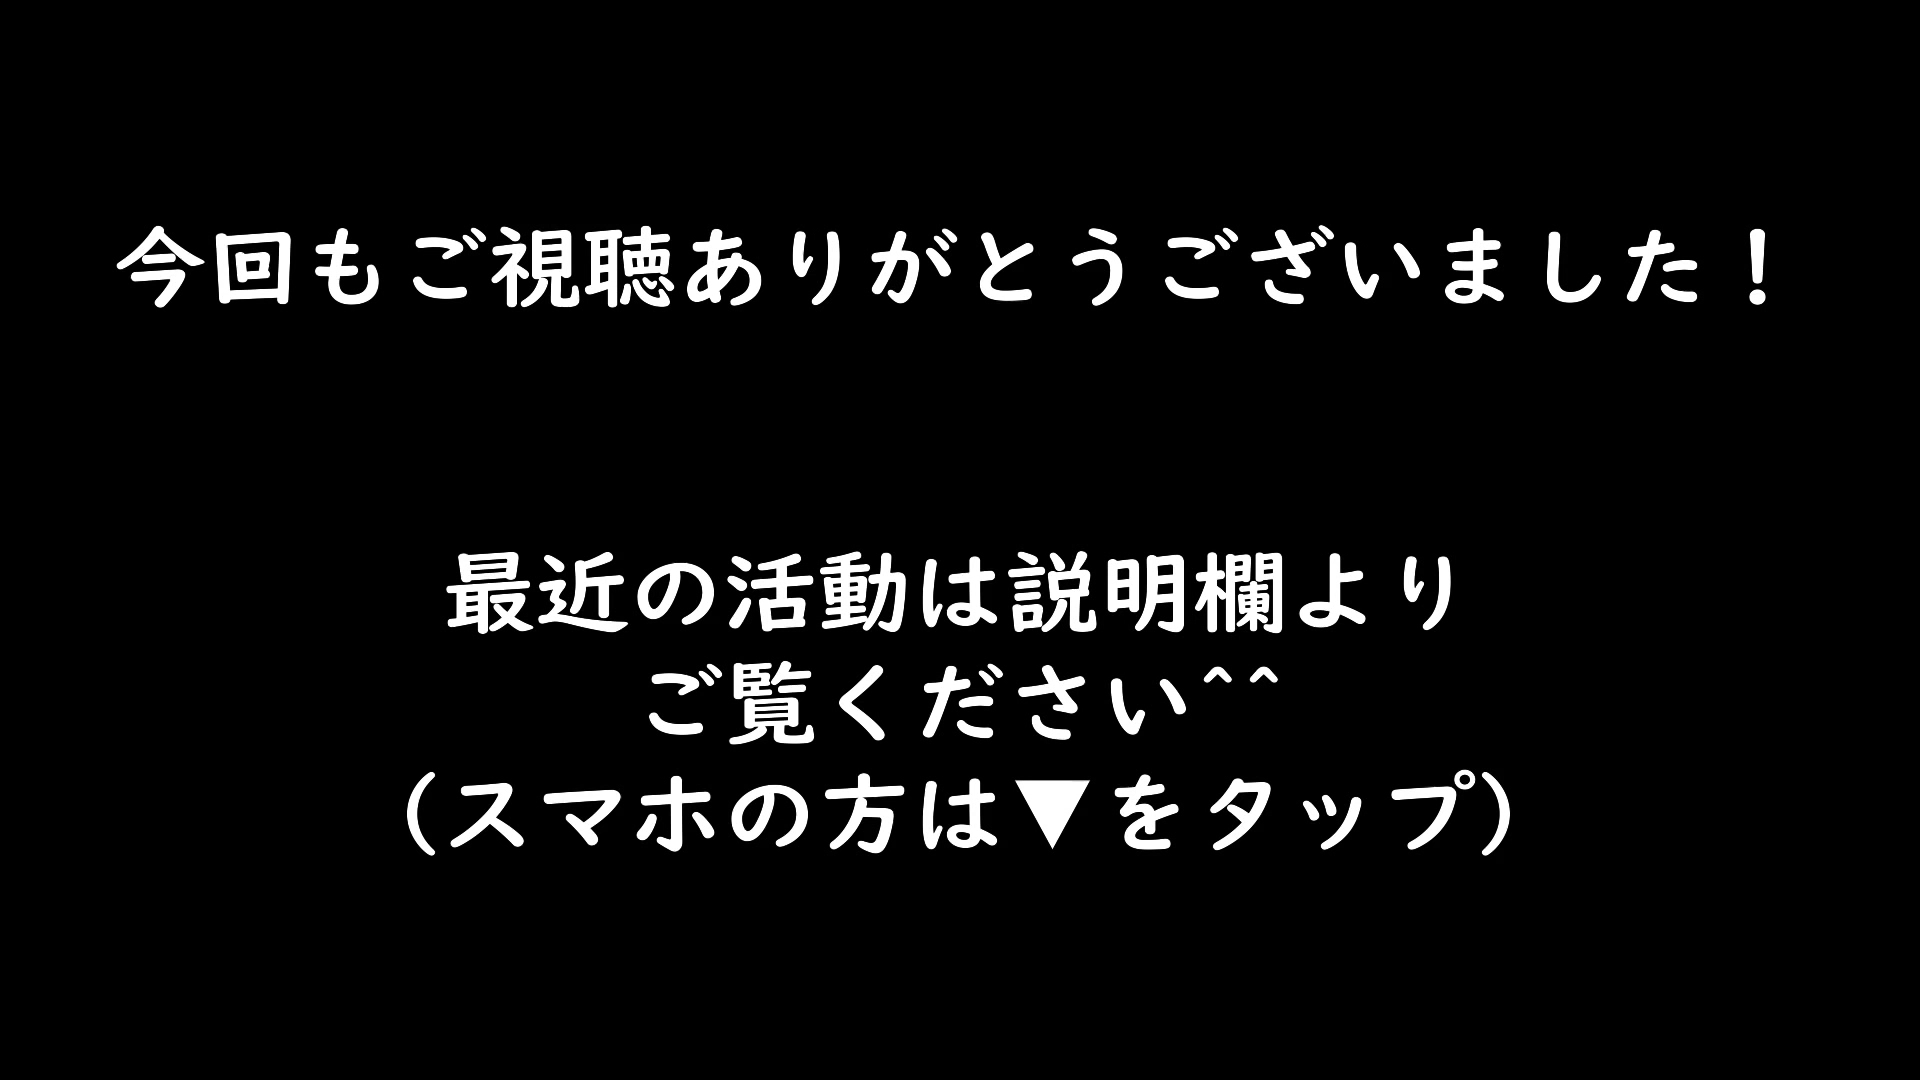 今回もご視聴ありがとうございました！
最近の活動は説明欄より
ご覧ください^^
(スマホの方は▼をタップ)